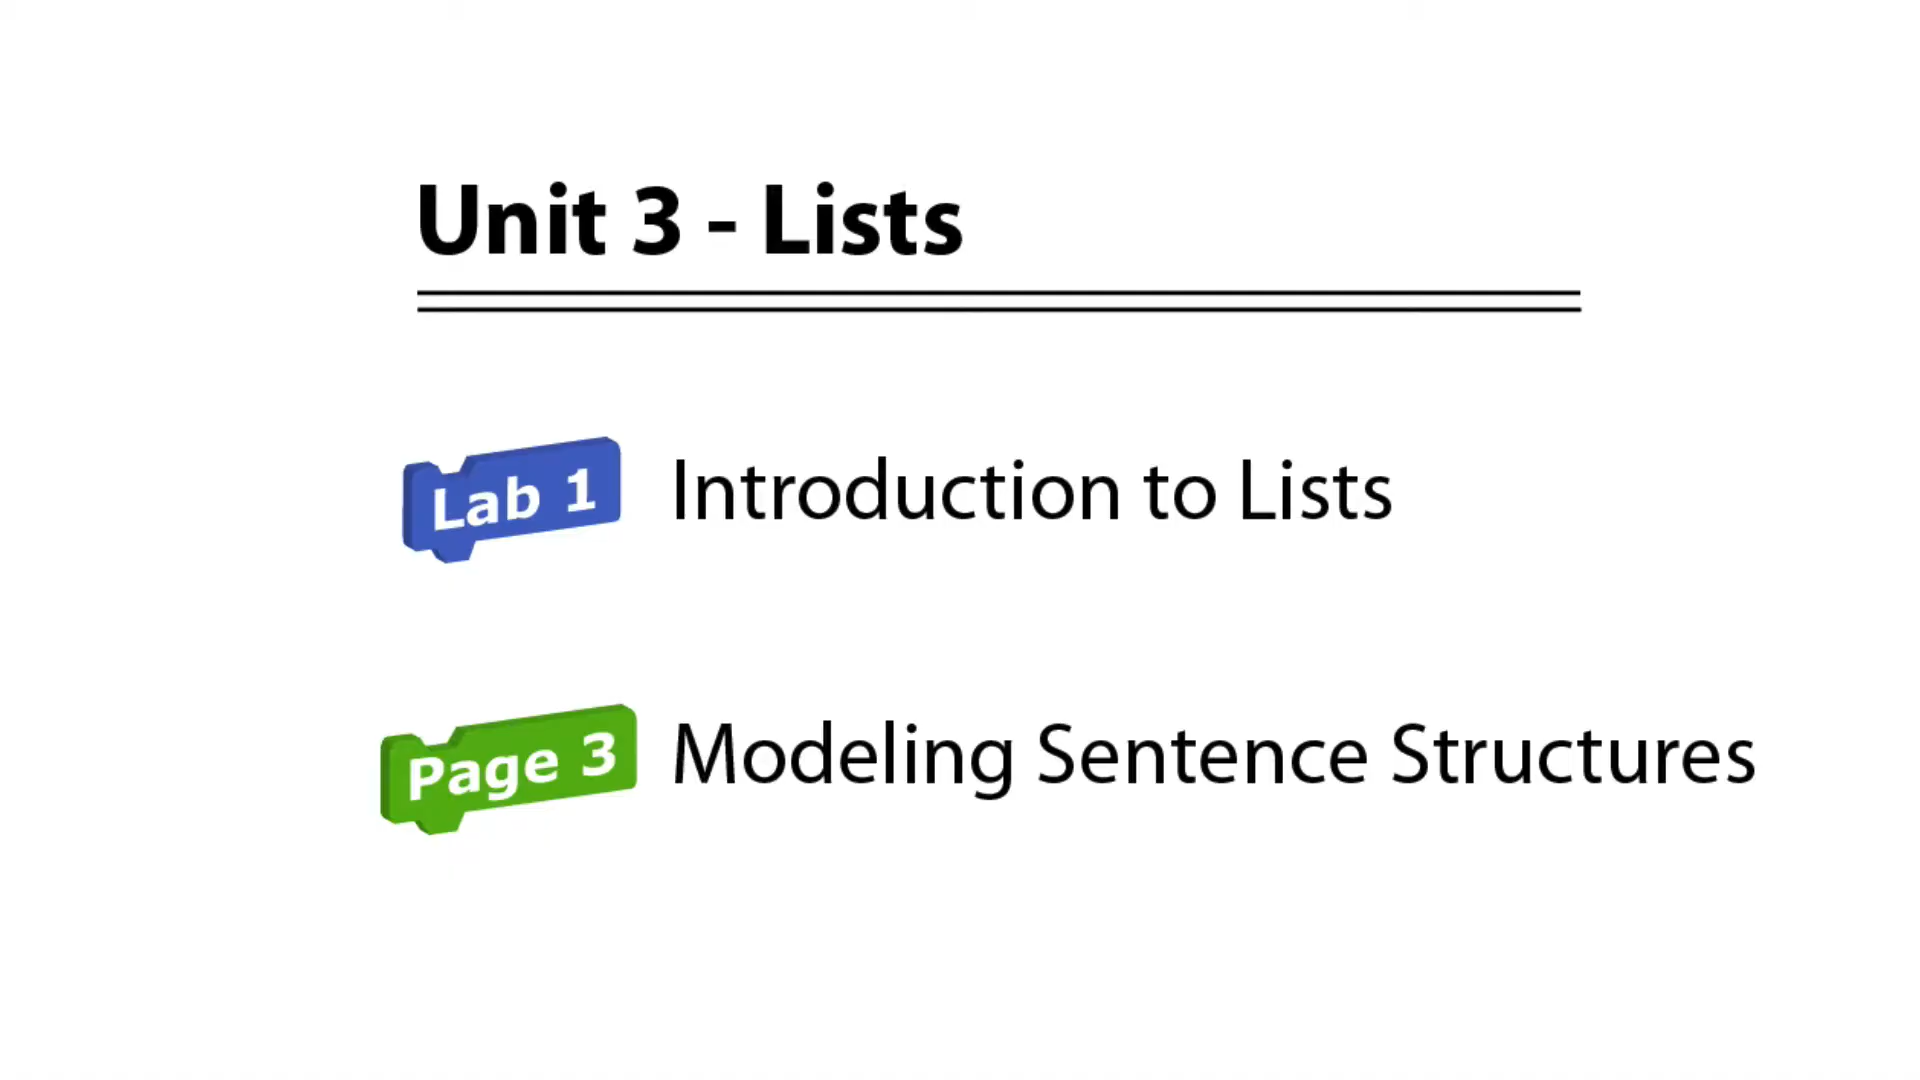 Unit 3 - Lists
Lab 1 Introduction to Lists
Page 3 Modeling Sentence Structures